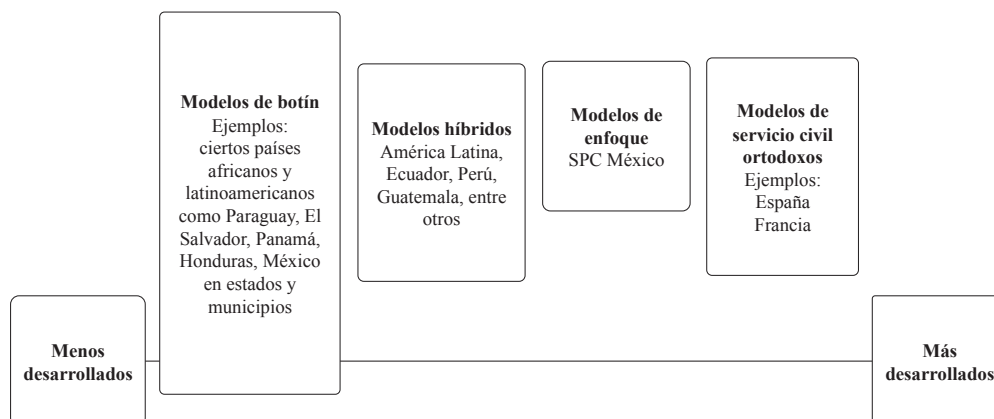 Modelos de botín
Ejemplos:
ciertos países
africanos y
latinoamericanos
como Paraguay, El
Salvador, Panamá,
Honduras, México
en estados y
municipios
Modelos híbridos
América Latina,
Ecuador, Perú,
Guatemala, entre
otros
Modelos de
enfoque
SPC México
Modelos de
servicio civil
ortodoxos
Ejemplos:
España
Francia
Menos
desarrollados
Más
desarrollados